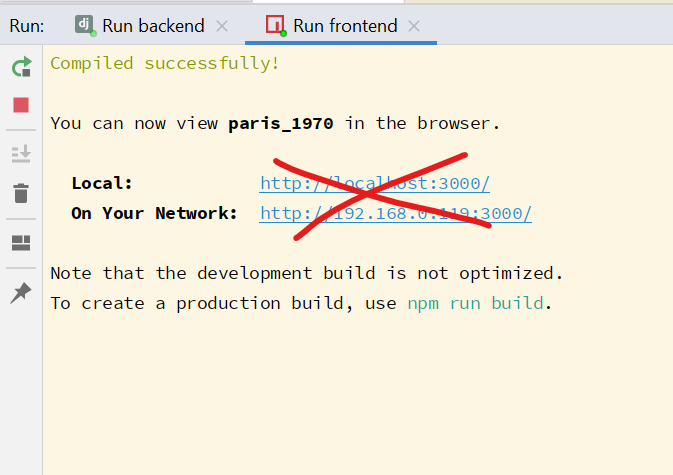 Run: dj Run backend Run frontend
Compiled successfully!
You can now view paris_1970 in the browser.
Local: http://localhost:3000/
On Your Network: http://192.168.0.119:3000/
Note that the development build is not optimized.
To create a production build, use npm run build.